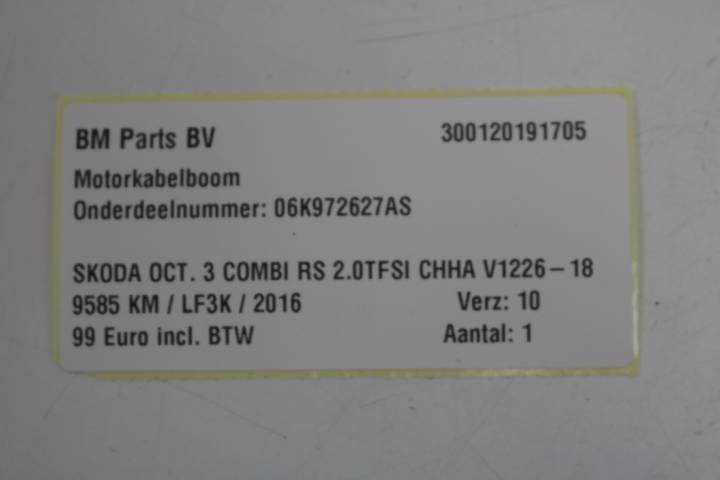 BM Parts BV 300120191705
Motorkabelboom
Onderdeelnummer: 06K972627AS
SKODA OCT. 3 COMBI RS 2.0TFSI CHHA V1226-18
9585 KM / LF3K / 2016 Verz: 10
99 Euro incl. BTW Aantal: 1